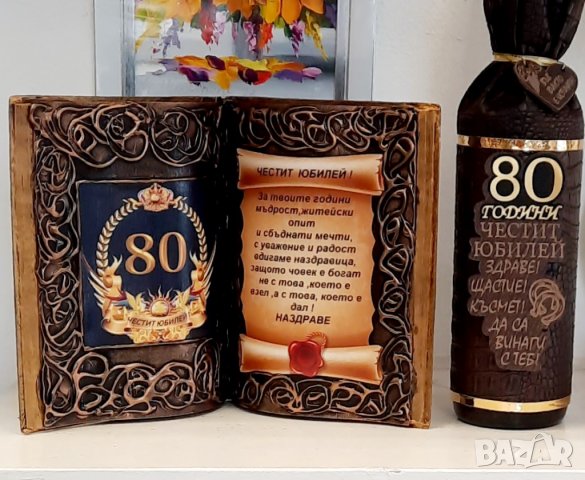 80
ЧЕСТИТ ЮБИЛЕЙ
ЧЕСТИТ ЮБИЛЕЙ !
За твоите години
мъдрост,житейски
опит
и сбъднати мечти,
с уважение и радост
вдигаме наздравица,
защото човек е богат
не с това ,което е
взел ,а с това, което е
дал !
НАЗДРАВЕ
80
ГОДИНИ
ЧЕСТИТ
ЮБИЛЕЙ
ЗДРАВЕ!
ЩАСТИЕ!
КЪСМЕТ!
ДА СА
ВИНАГИ
С ТЕБ!
BAZAR